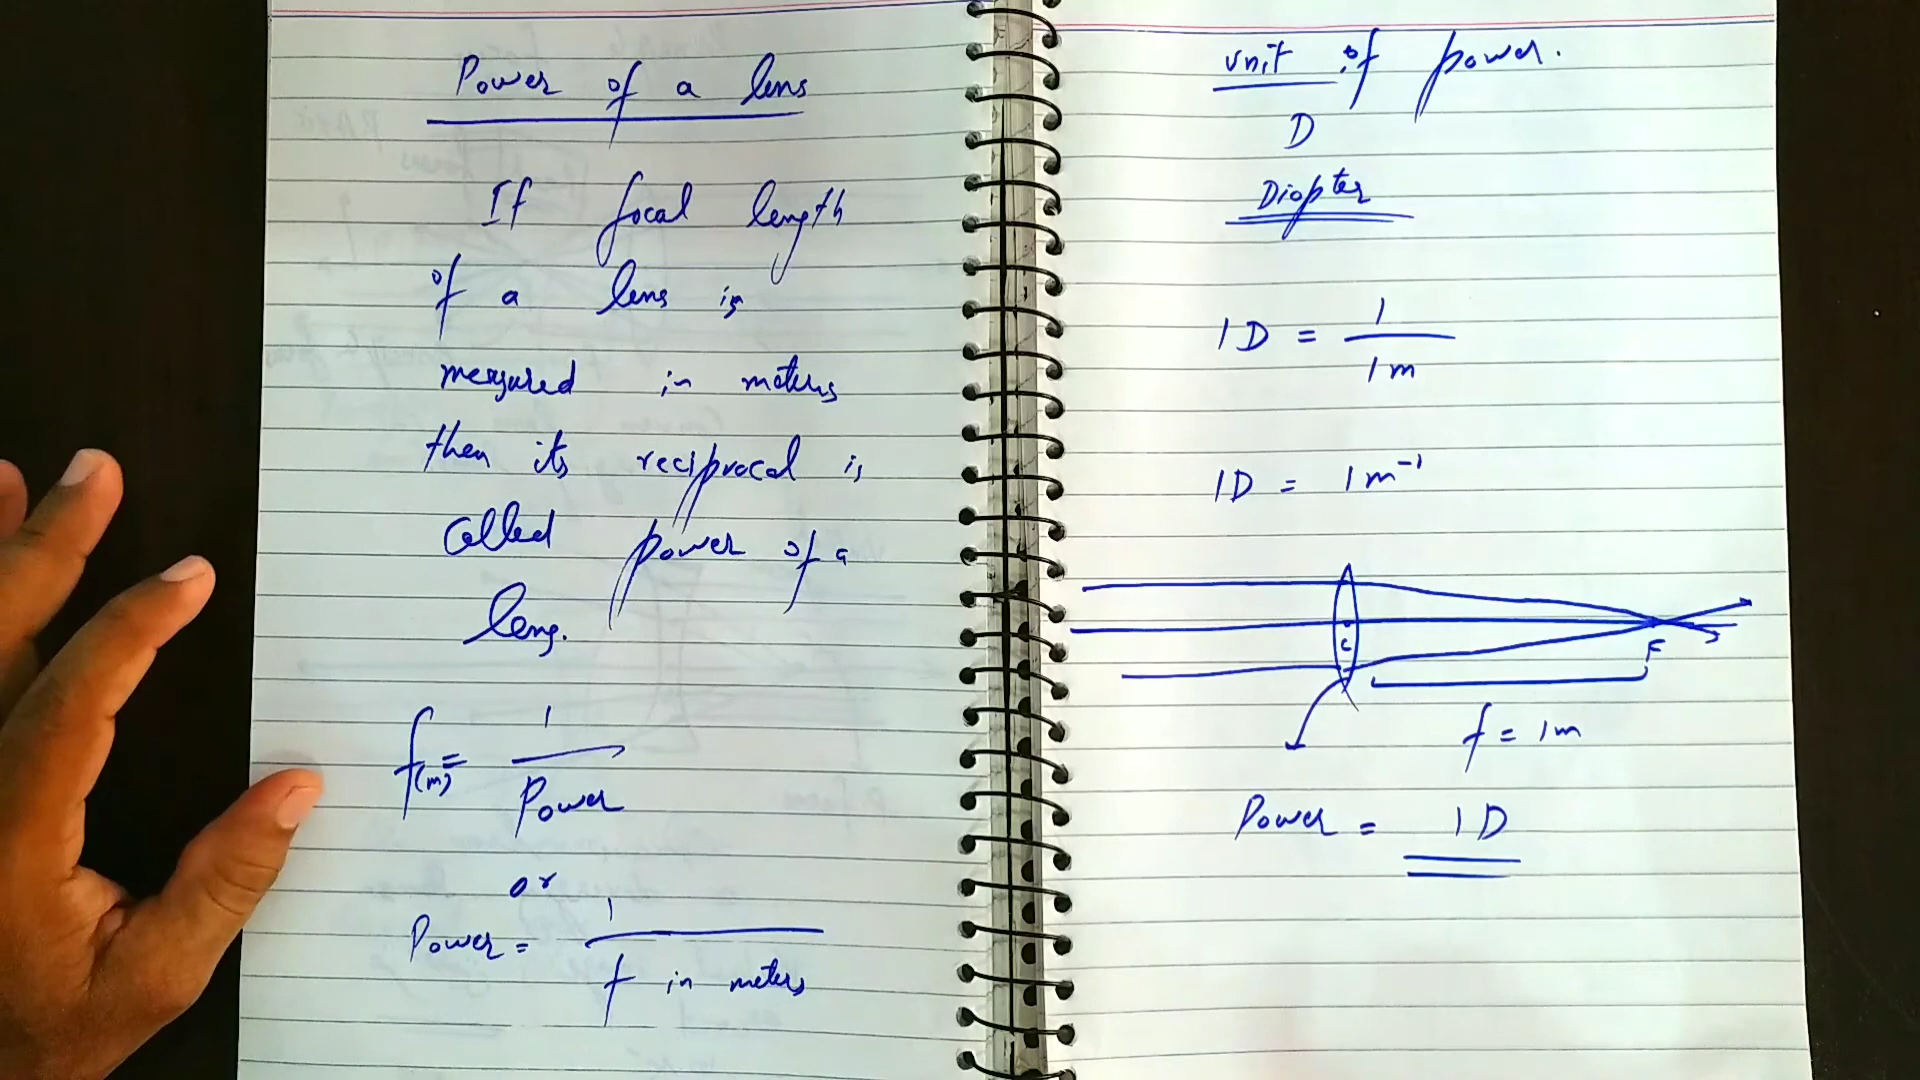 Power of a lens
If focal length
of a lens is
measured in meters
then its reciprocal is
called power of a
lens.
f(m) = 1
Power
or
Power = 1
f in meters
unit of power.
D
Diopter
1D = 1
1m
1D = 1m⁻¹
C
F
f = 1m
Power = 1D